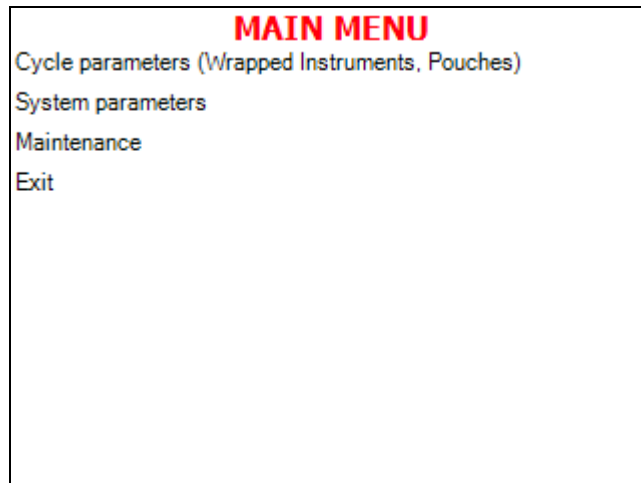 MAIN MENU
Cycle parameters (Wrapped Instruments, Pouches)
System parameters
Maintenance
Exit